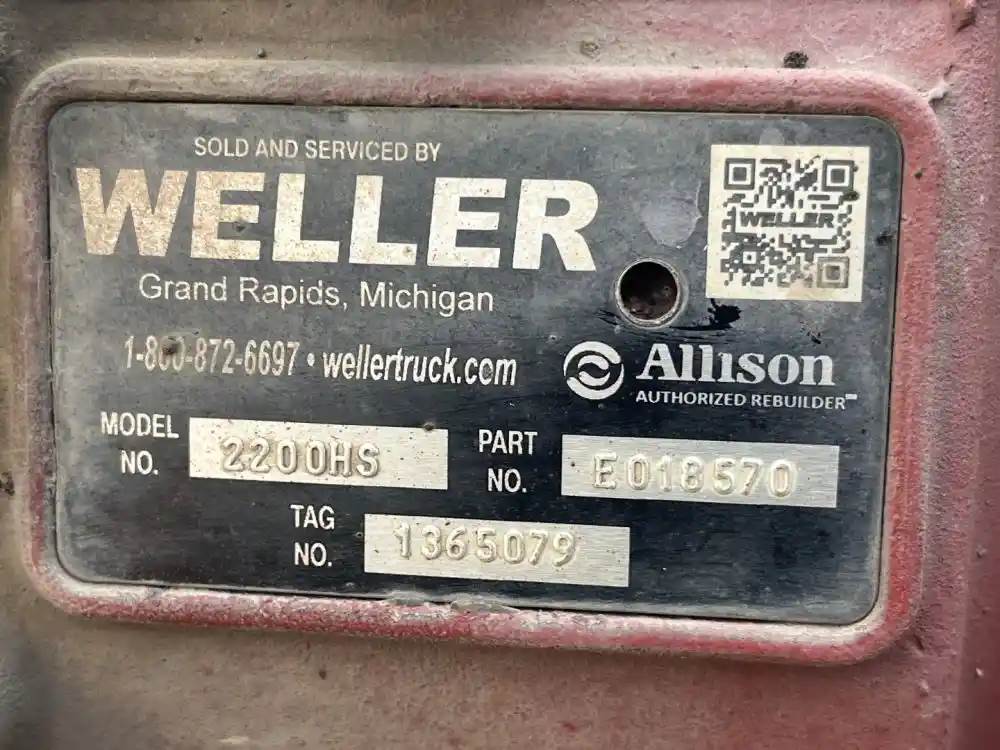 SOLD AND SERVICED BY
WELLER
WELLER
Grand Rapids, Michigan
1-800-872-6697 • wellertruck.com
Allison
AUTHORIZED REBUILDER℠
MODEL NO. 2200HS
PART NO. E018570
TAG NO. 1365079